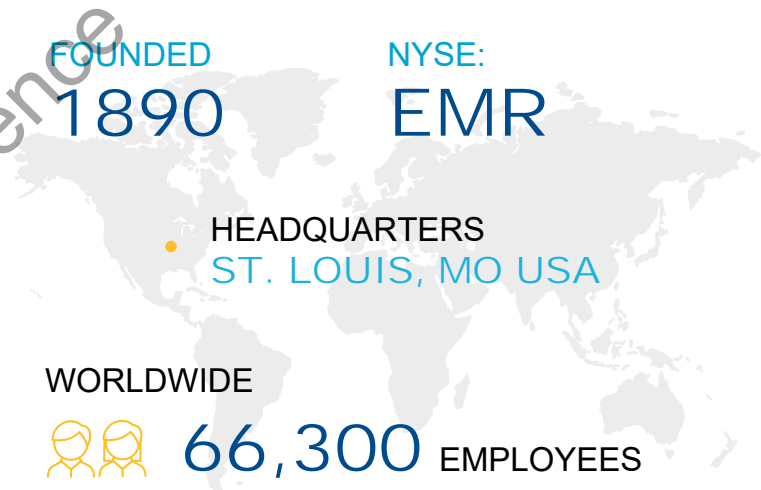 FOUNDED
1890
NYSE:
EMR
HEADQUARTERS
ST. LOUIS, MO USA
WORLDWIDE
66,300 EMPLOYEES